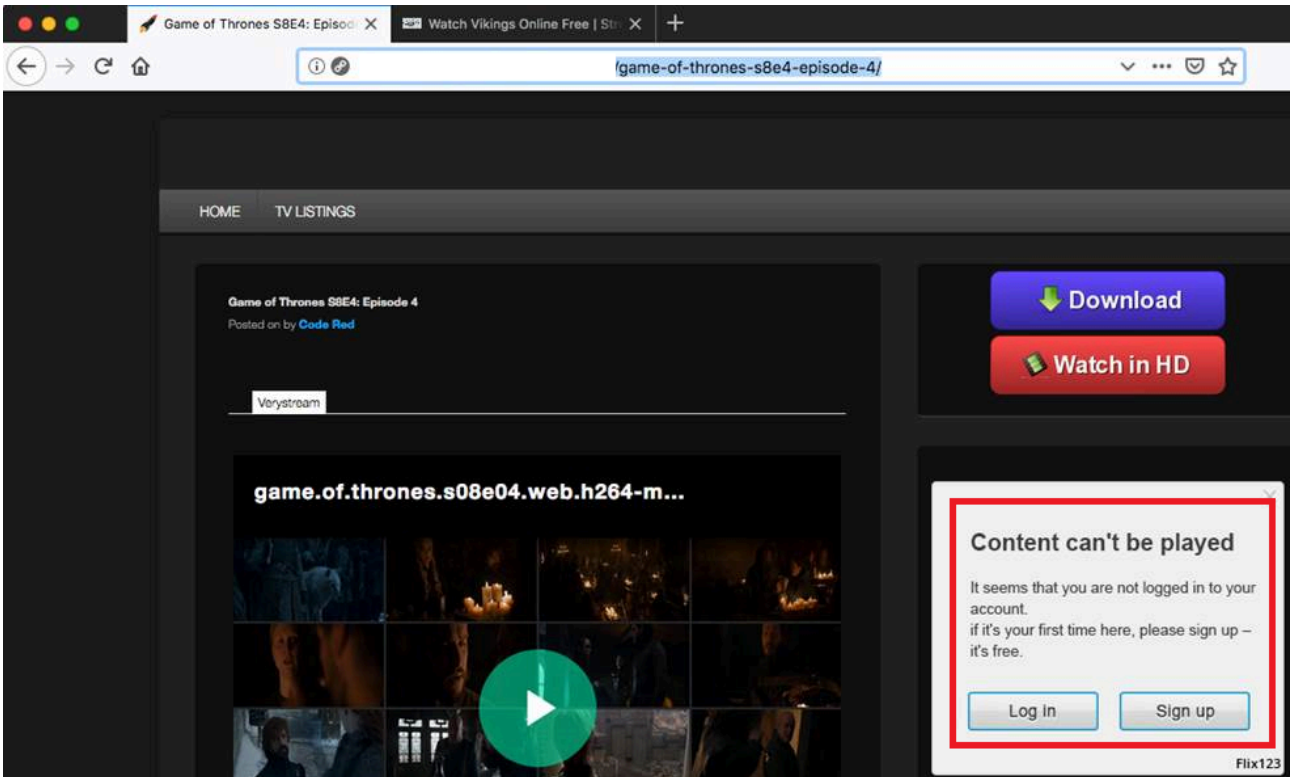 Game of Thrones S8E4: Episod
Watch Vikings Online Free | Str
/game-of-thrones-s8e4-episode-4/
HOME TV LISTINGS
Game of Thrones S8E4: Episode 4
Posted on by Code Red
Download
Watch in HD
Verystream
game.of.thrones.s08e04.web.h264-m...
Content can't be played
It seems that you are not logged in to your
account.
if it's your first time here, please sign up –
it's free.
Log in Sign up
Flix123